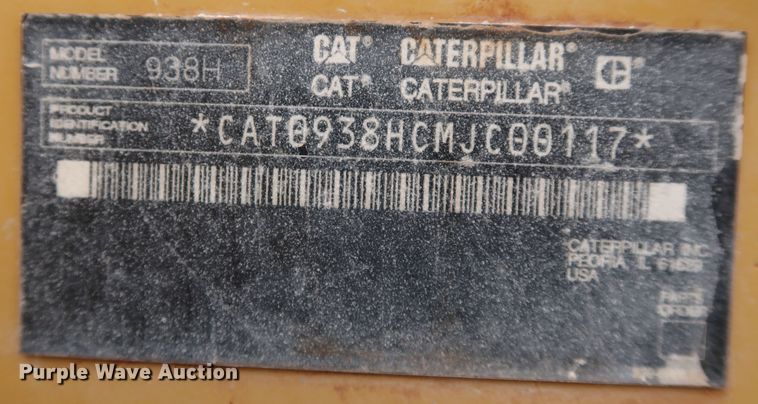 MODEL NUMBER 938H
CAT® CATERPILLAR®
CAT® CATERPILLAR®
PRODUCT IDENTIFICATION NUMBER *CAT0938HCMJC00117*
CATERPILLAR INC.
PEORIA IL
USA
Purple Wave Auction